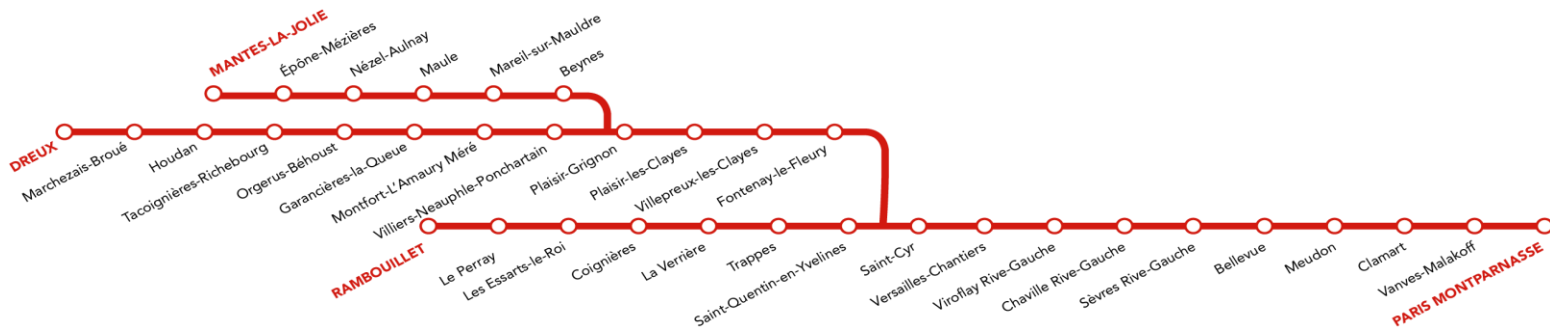 MANTES-LA-JOLIE
Épône-Mézières
Nézel-Aulnay
Maule
Mareil-sur-Mauldre
Beynes
DREUX
Marchezais-Broué
Houdan
Tacoignières-Richebourg
Orgerus-Béhoust
Garancières-la-Queue
Montfort-L'Amaury Méré
Villiers-Neauphle-Ponchartain
Plaisir-Grignon
Plaisir-les-Clayes
Villepreux-les-Clayes
Fontenay-le-Fleury
RAMBOUILLET
Le Perray
Les Essarts-le-Roi
Coignières
La Verrière
Trappes
Saint-Quentin-en-Yvelines
Saint-Cyr
Versailles-Chantiers
Viroflay Rive-Gauche
Chaville Rive-Gauche
Sèvres Rive-Gauche
Bellevue
Meudon
Clamart
Vanves-Malakoff
PARIS MONTPARNASSE